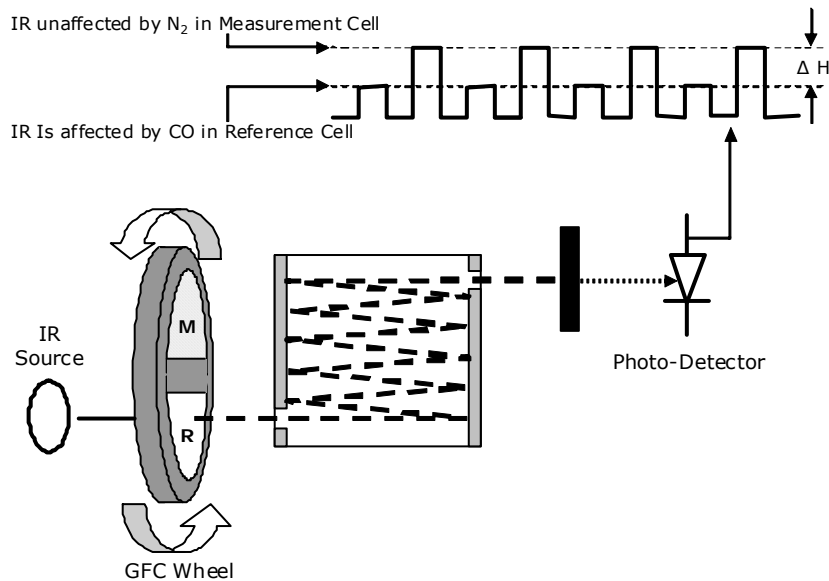 IR unaffected by N₂ in Measurement Cell
Δ H
IR Is affected by CO in Reference Cell
M
IR
Source
Photo-Detector
R
GFC Wheel